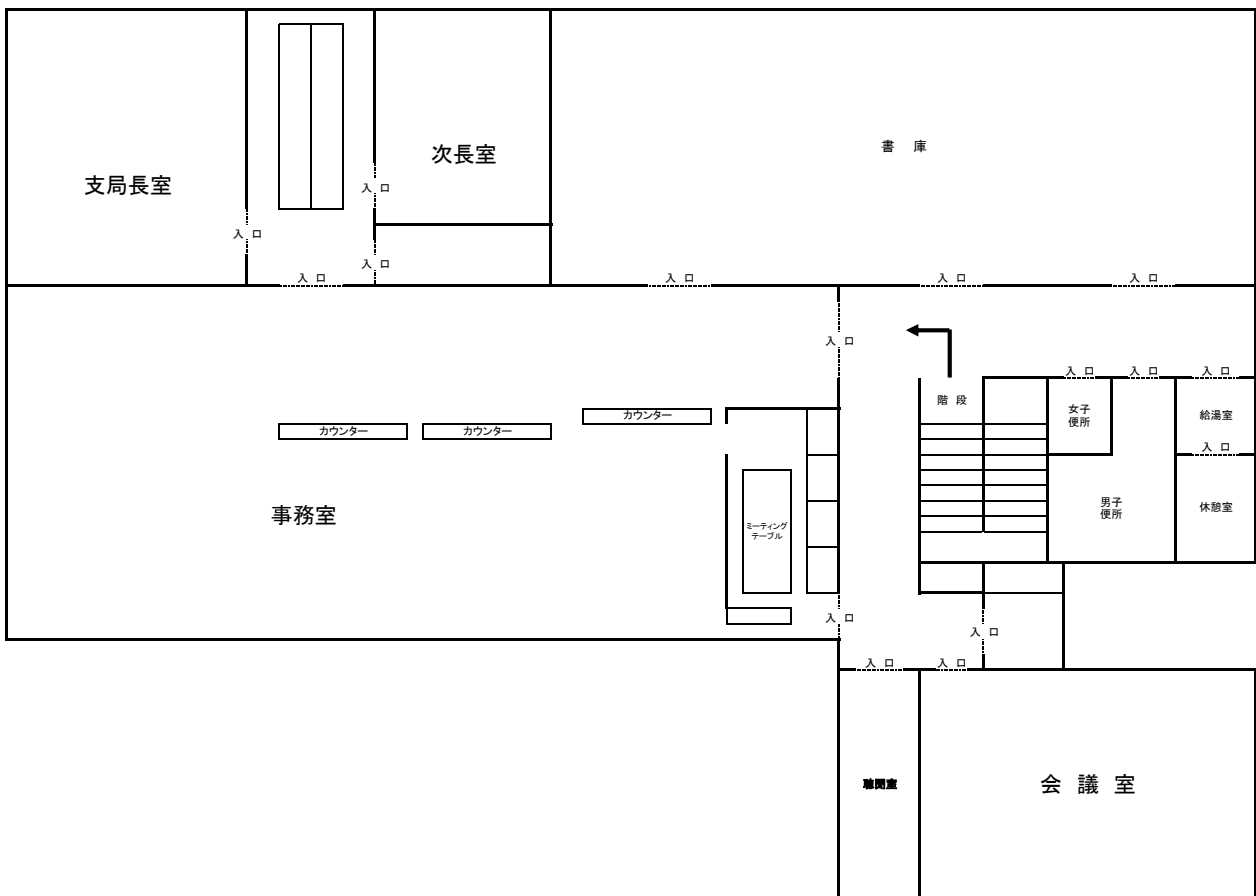 書 庫
次長室
支局長室
入 口
入 口
入 口
入 口
入 口
入 口
入 口
入 口
入 口
入 口
入 口
階 段
女子
便所
給湯室
カウンター
カウンター
カウンター
入 口
事務室
男子
便所
休憩室
ミーティング
テーブル
入 口
入 口
入 口
入 口
聴聞室
会 議 室